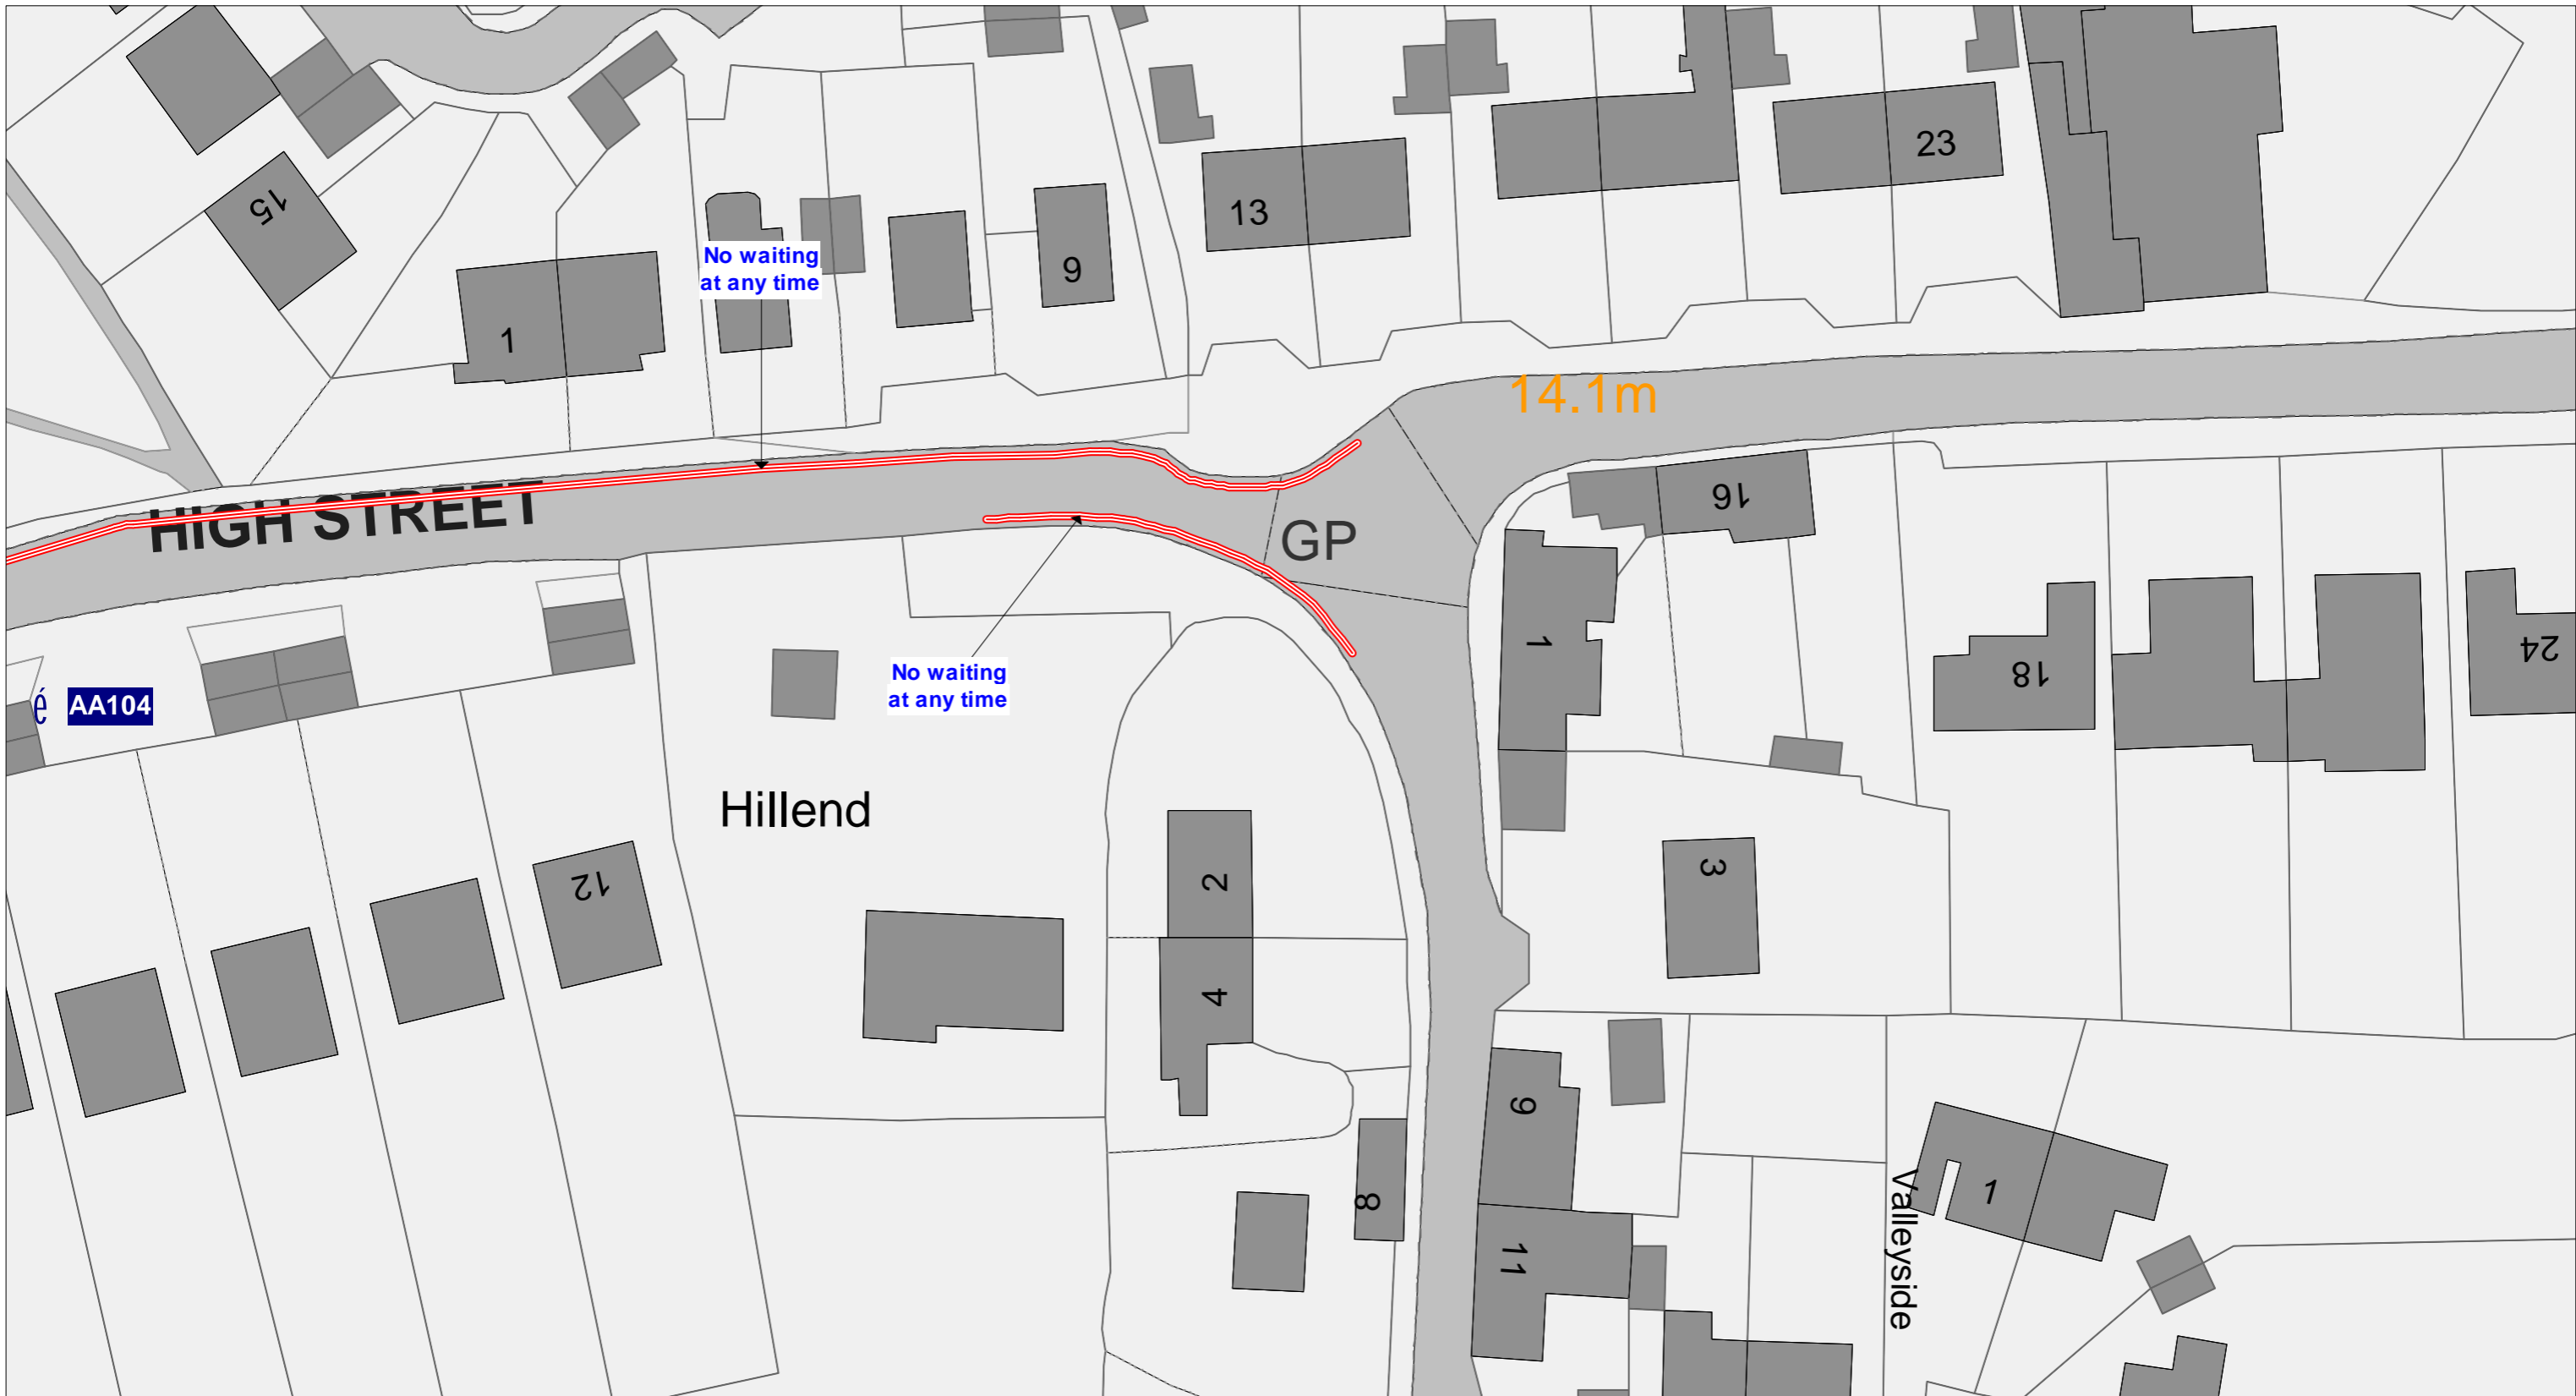 15
23
13
No waiting
at any time
9
1
14.1m
HIGH STREET
16
GP
1
No waiting
at any time
18
24
é
AA104
Hillend
3
2
12
4
9
8
1
11
Valleyside